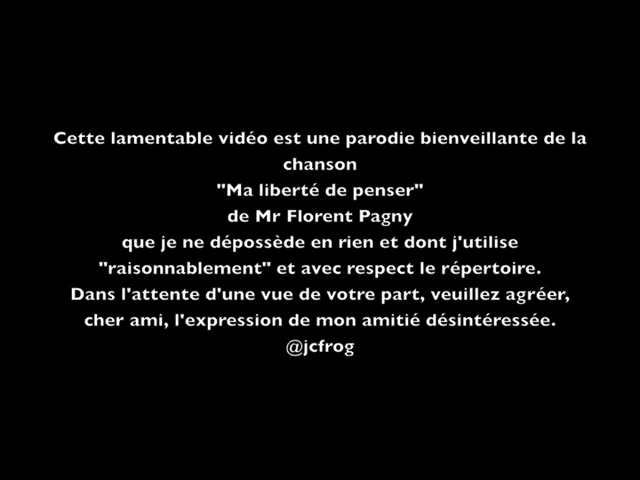 Cette lamentable vidéo est une parodie bienveillante de la
chanson
"Ma liberté de penser"
de Mr Florent Pagny
que je ne dépossède en rien et dont j'utilise
"raisonnablement" et avec respect le répertoire.
Dans l'attente d'une vue de votre part, veuillez agréer,
cher ami, l'expression de mon amitié désintéressée.
@jcfrog